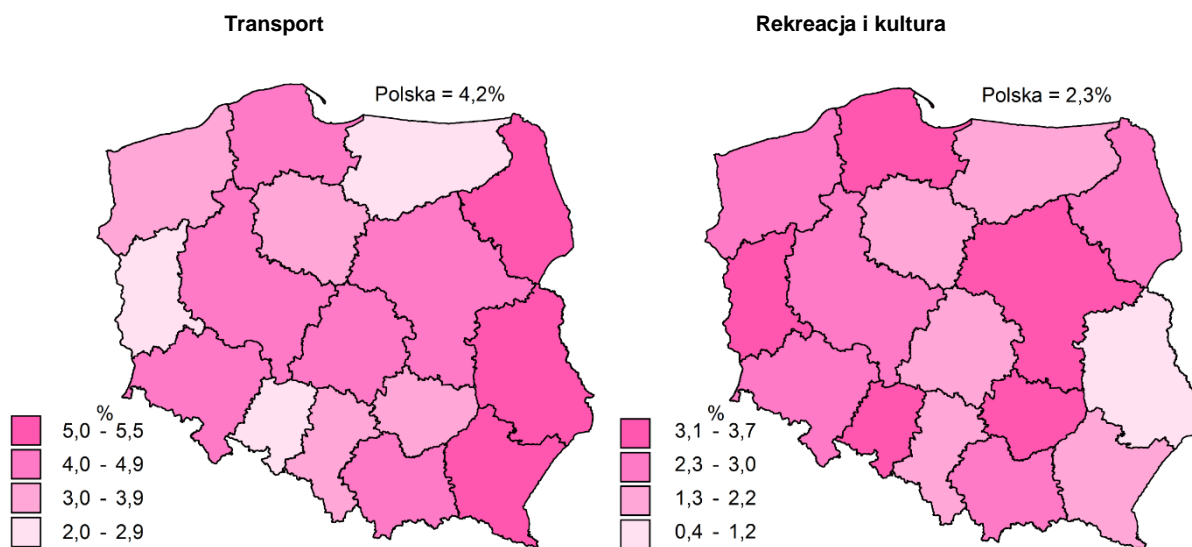 Transport
Polska = 4,2%
%
5,0 - 5,5
4,0 - 4,9
3,0 - 3,9
2,0 - 2,9
Rekreacja i kultura
Polska = 2,3%
%
3,1 - 3,7
2,3 - 3,0
1,3 - 2,2
0,4 - 1,2